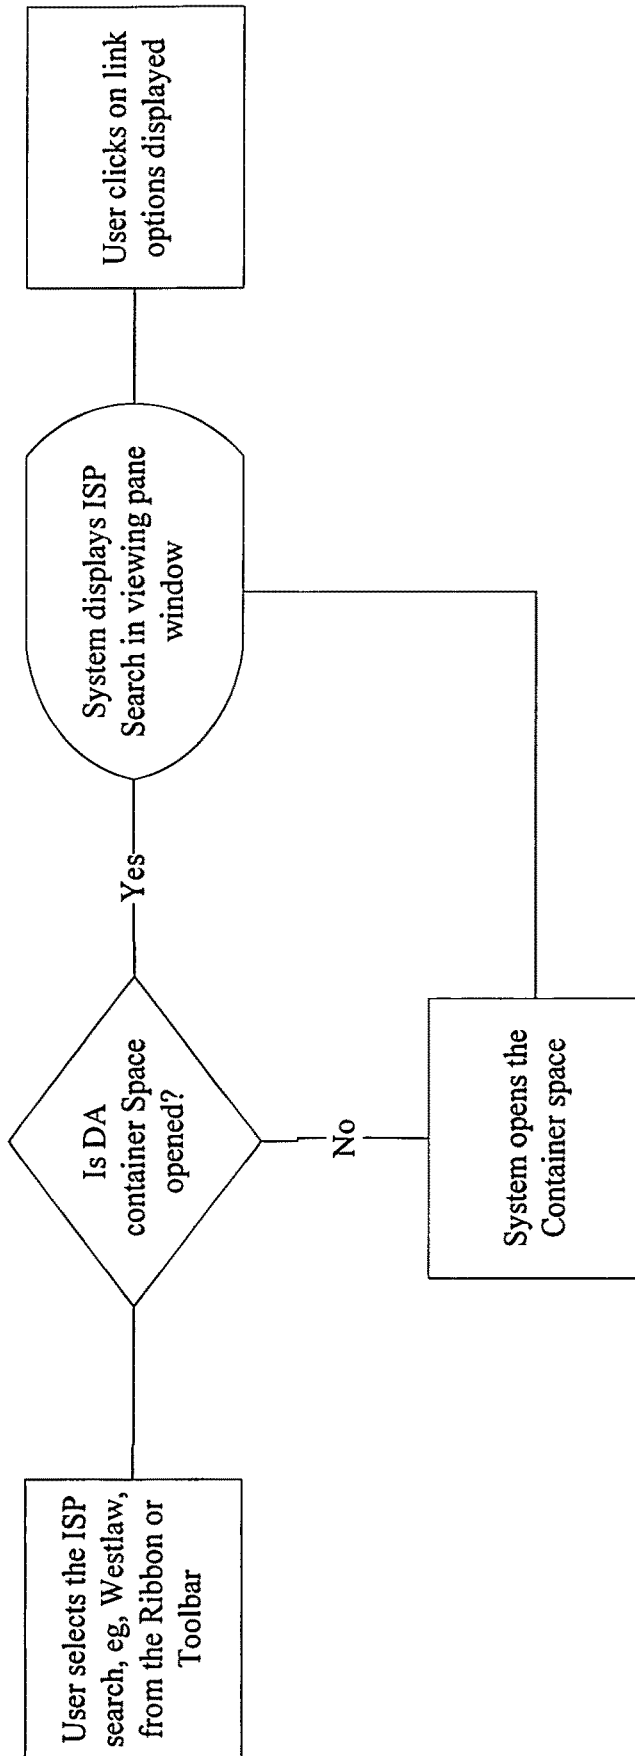 User selects the ISP
search, eg, Westlaw,
from the Ribbon or
Toolbar
Is DA
container Space
opened?
Yes
No
System opens the
Container space
System displays ISP
Search in viewing pane
window
User clicks on link
options displayed